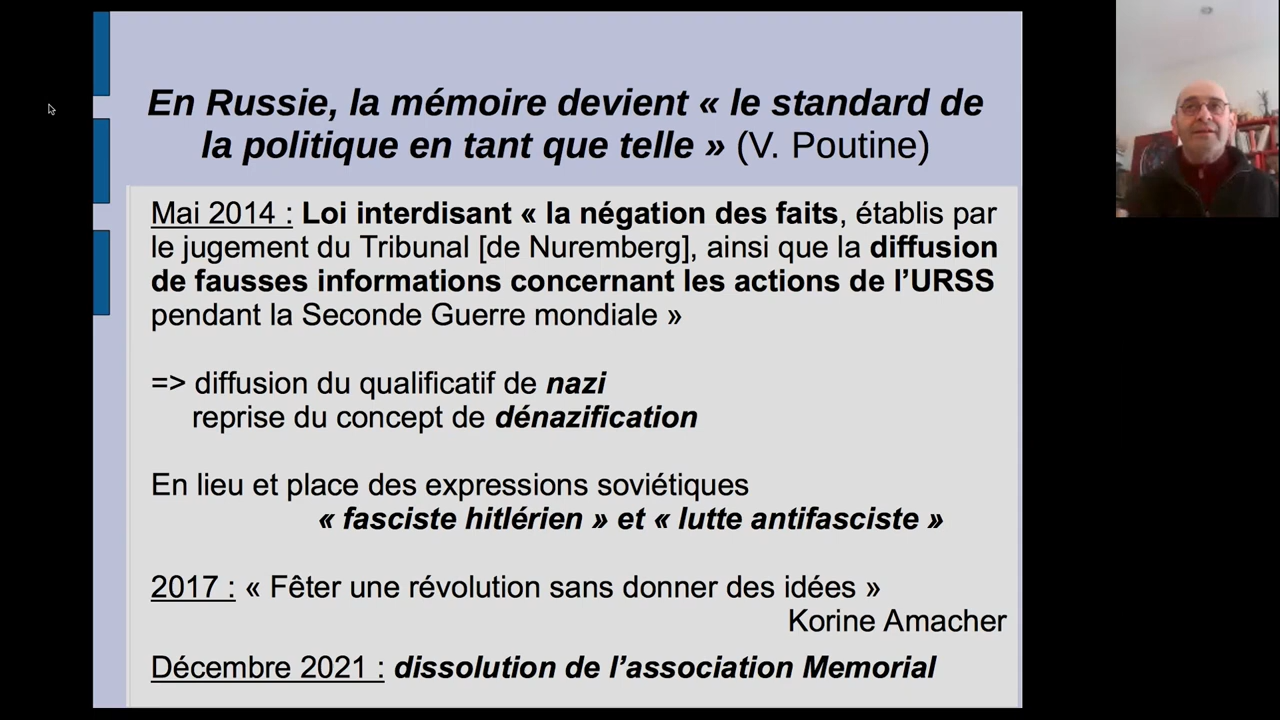 En Russie, la mémoire devient « le standard de
la politique en tant que telle » (V. Poutine)
Mai 2014 : Loi interdisant « la négation des faits, établis par
le jugement du Tribunal [de Nuremberg], ainsi que la diffusion
de fausses informations concernant les actions de l’URSS
pendant la Seconde Guerre mondiale »
=> diffusion du qualificatif de nazi
reprise du concept de dénazification
En lieu et place des expressions soviétiques
« fasciste hitlérien » et « lutte antifasciste »
2017 : « Fêter une révolution sans donner des idées »
Korine Amacher
Décembre 2021 : dissolution de l’association Memorial